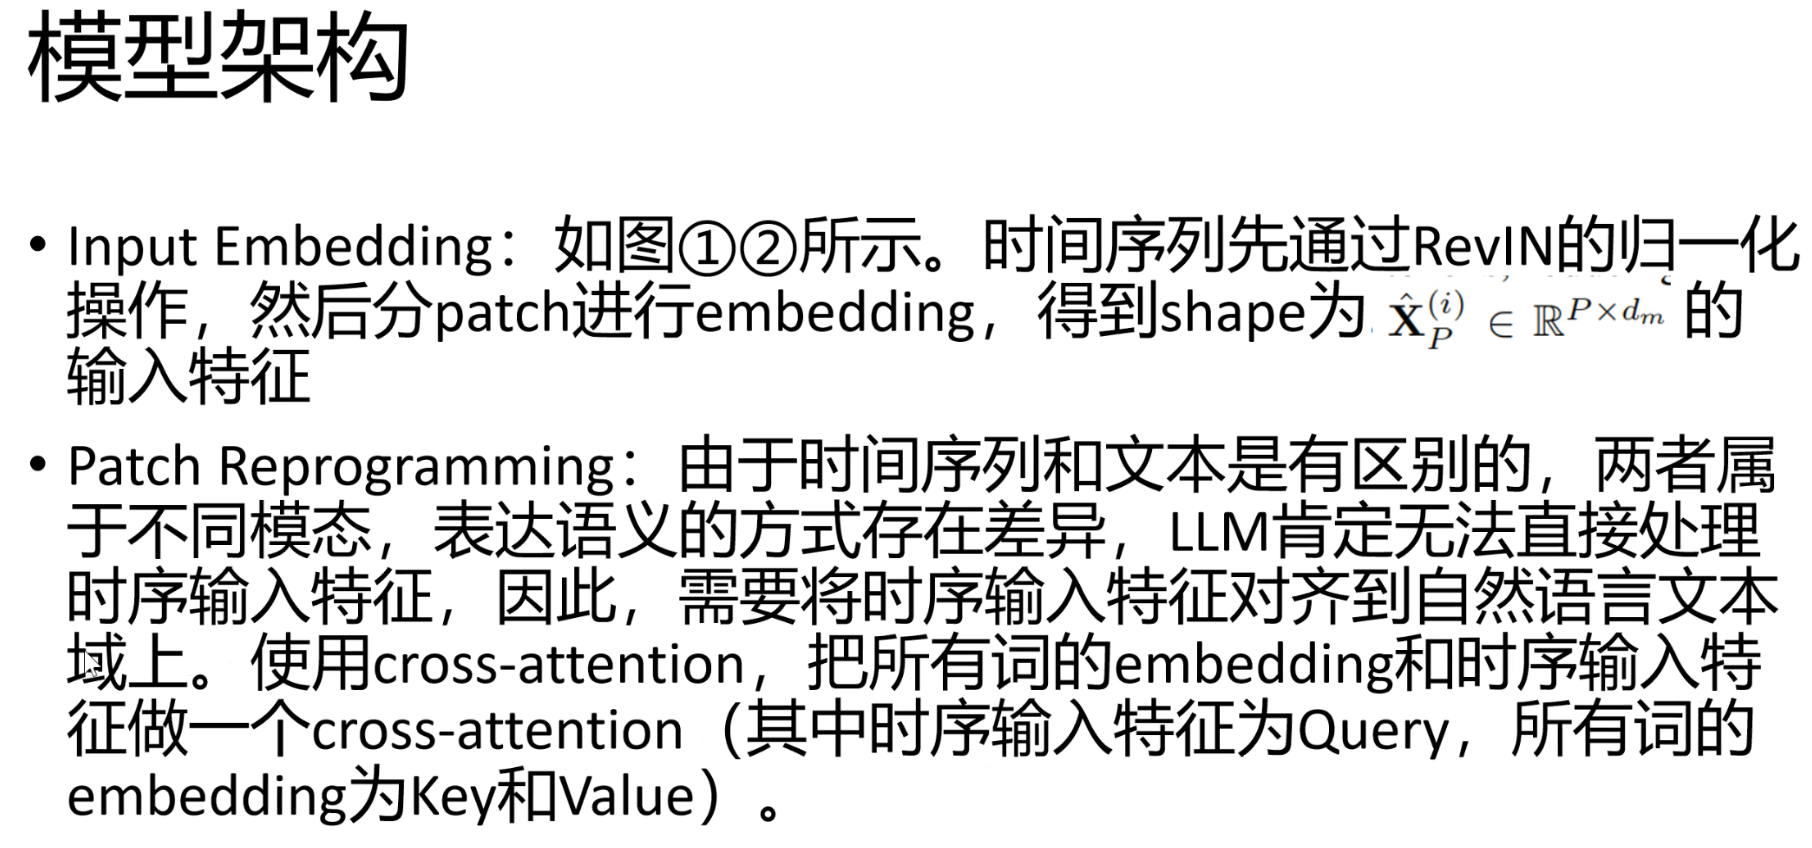 模型架构
• Input Embedding：如图①②所示。时间序列先通过RevIN的归一化
操作，然后分patch进行embedding，得到shape为 $\hat{\mathbf{X}}_P^{(i)} \in \mathbb{R}^{P \times d_m}$ 的
输入特征
• Patch Reprogramming：由于时间序列和文本是有区别的，两者属
于不同模态，表达语义的方式存在差异，LLM肯定无法直接处理
时序输入特征，因此，需要将时序输入特征对齐到自然语言文本
域上。使用cross-attention，把所有词的embedding和时序输入特
征做一个cross-attention（其中时序输入特征为Query，所有词的
embedding为Key和Value）。